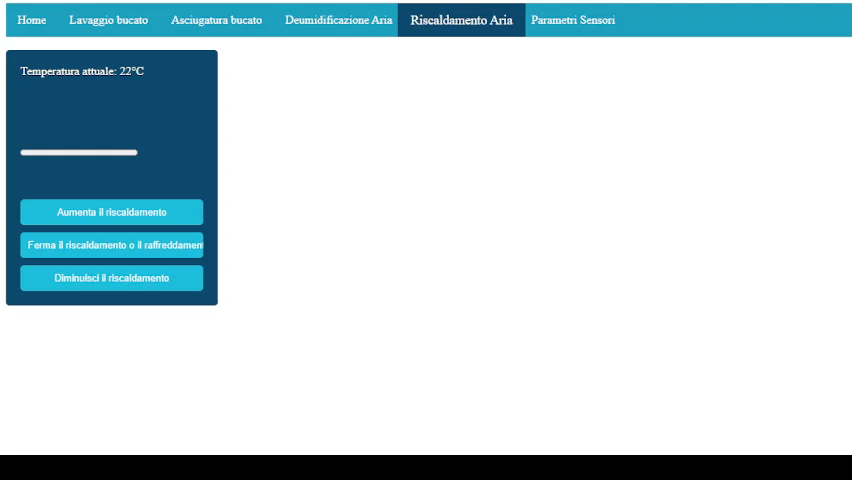 Home Lavaggio bucato Asciugatura bucato Deumidificazione Aria Riscaldamento Aria Parametri Sensori
Temperatura attuale: 22°C
Aumenta il riscaldamento
Ferma il riscaldamento o il raffreddament
Diminuisci il riscaldamento